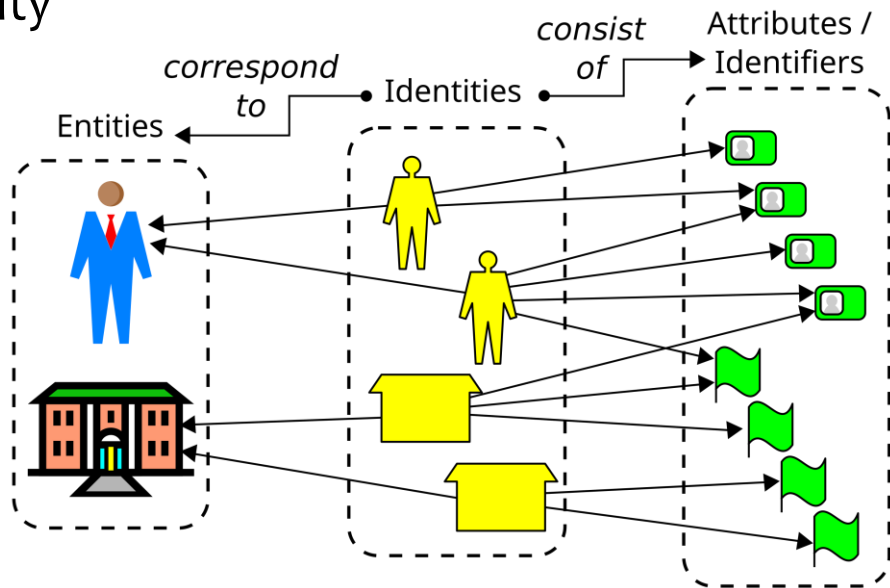 ity
Attributes /
Identifiers
consist
of
correspond
to
Identities
Entities